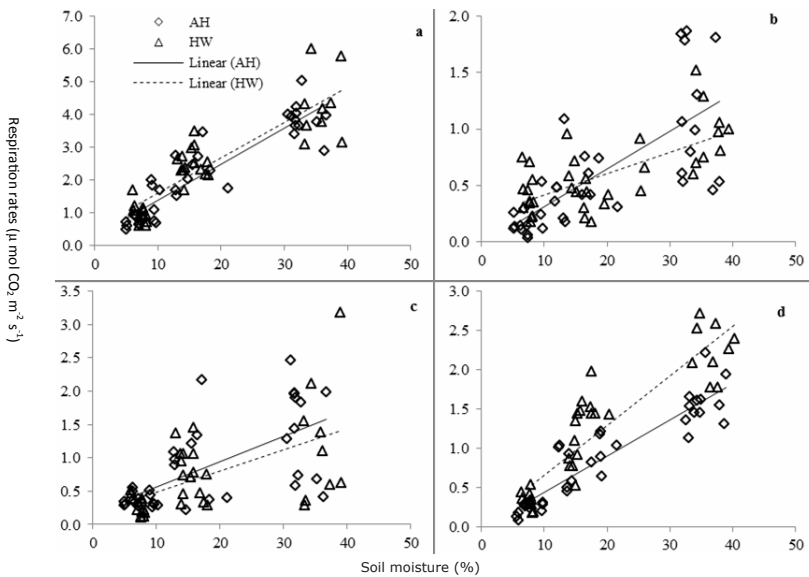 Respiration rates (μ mol CO2 m-2 s-1)
a
AH
HW
Linear (AH)
Linear (HW)
7.0
6.0
5.0
4.0
3.0
2.0
1.0
0.0
0 10 20 30 40 50
b
2.0
1.5
1.0
0.5
0.0
0 10 20 30 40 50
c
3.5
3.0
2.5
2.0
1.5
1.0
0.5
0.0
0 10 20 30 40 50
d
3.0
2.5
2.0
1.5
1.0
0.5
0.0
0 10 20 30 40 50
Soil moisture (%)